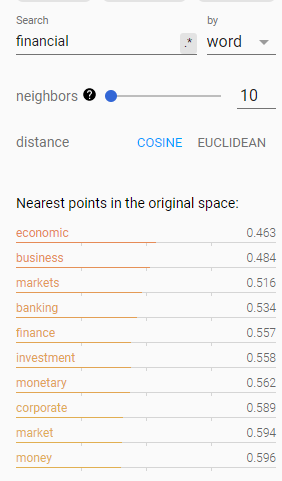 Search
by
financial
.*
word
neighbors
?
10
distance
COSINE
EUCLIDEAN
Nearest points in the original space:
economic 0.463
business 0.484
markets 0.516
banking 0.534
finance 0.557
investment 0.558
monetary 0.562
corporate 0.589
market 0.594
money 0.596